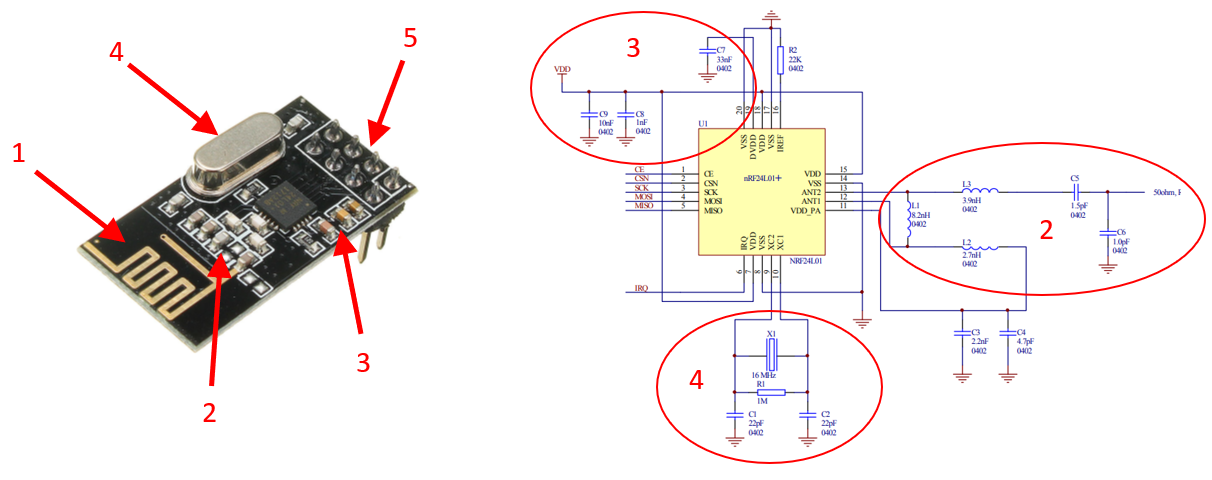 4
5
1
3
2
3
VDD
C7
33nF
0402
R2
22K
0402
C9
10nF
0402
C8
1nF
0402
20
19
18
17
16
VSS
DVDD
VDD
VSS
IREF
U1
nRF24L01+
NRF24L01
CE
CSN
SCK
MOSI
MISO
1
2
3
4
5
CE
CSN
SCK
MOSI
MISO
VDD
VSS
ANT2
ANT1
VDD_PA
15
14
13
12
11
IRQ
VDD
VSS
XC2
XC1
6
7
8
9
10
IRQ
L3
3.9nH
0402
L1
8.2nH
0402
L2
2.7nH
0402
C5
1.5pF
0402
C6
1.0pF
0402
50ohm, F
2
C3
2.2nF
0402
C4
4.7pF
0402
4
X1
16 MHz
R1
1M
C1
22pF
0402
C2
22pF
0402